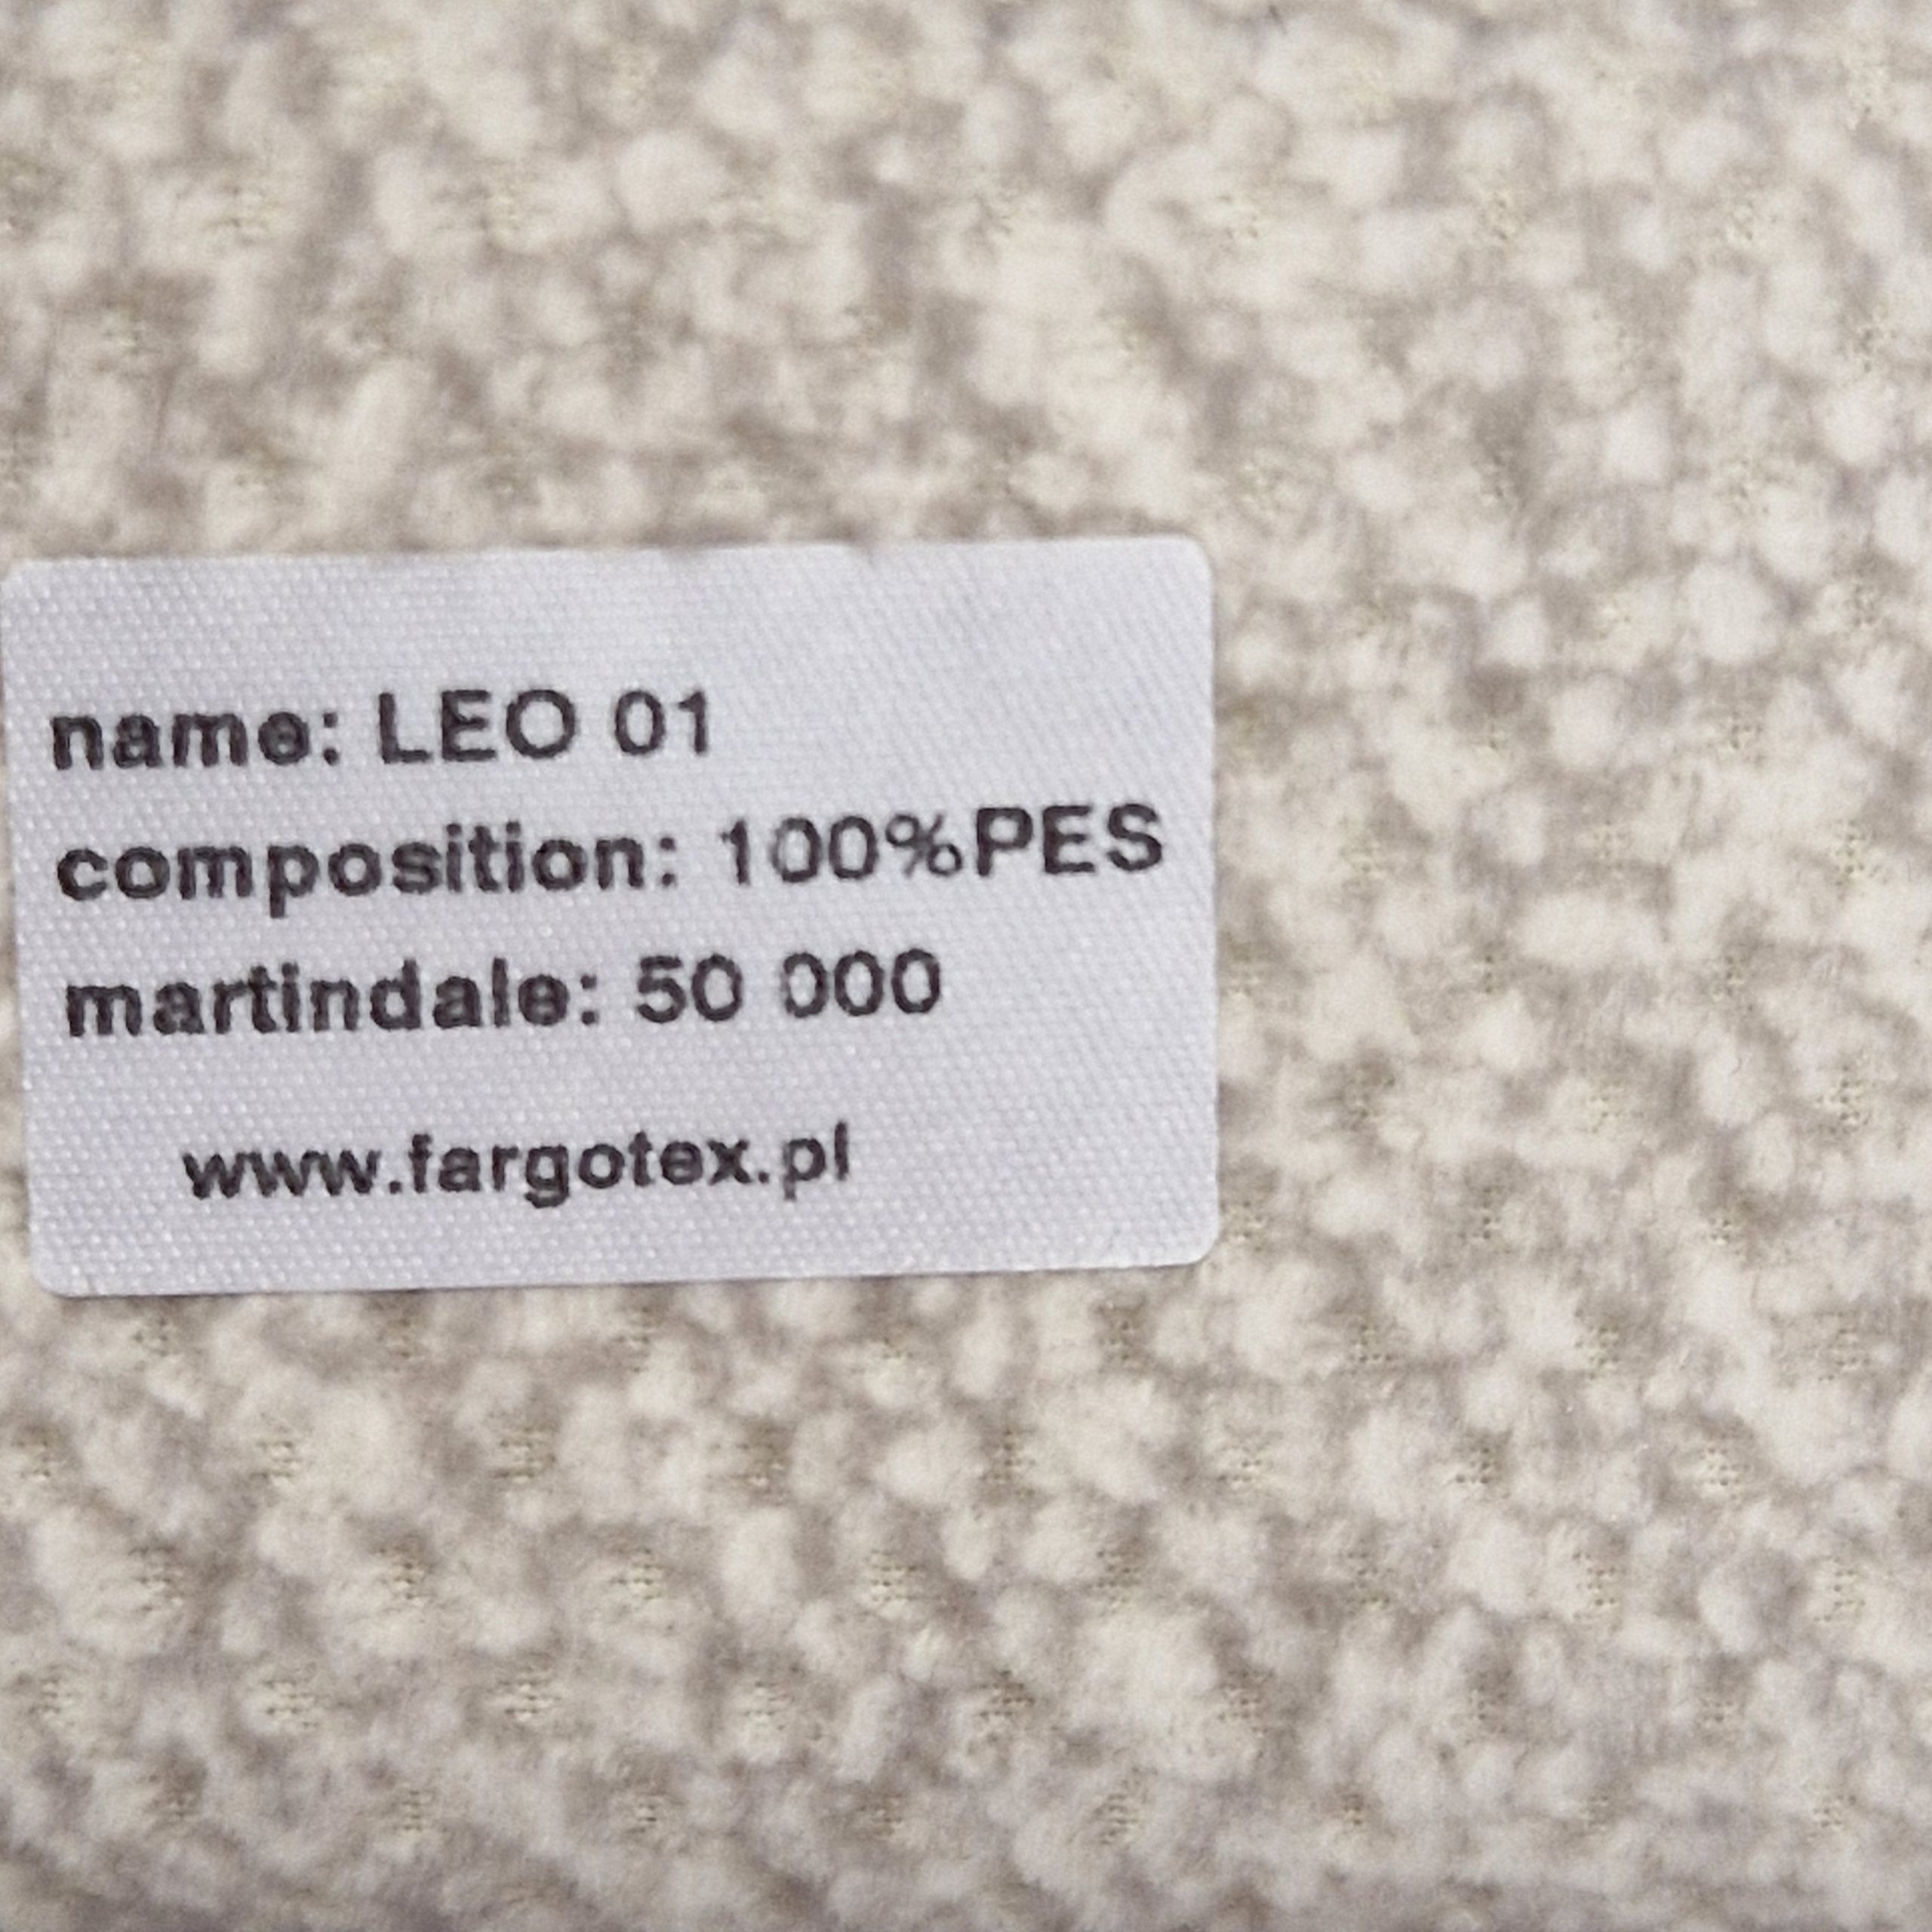 name: LEO 01
composition: 100%PES
martindale: 50 000
www.fargotex.pl